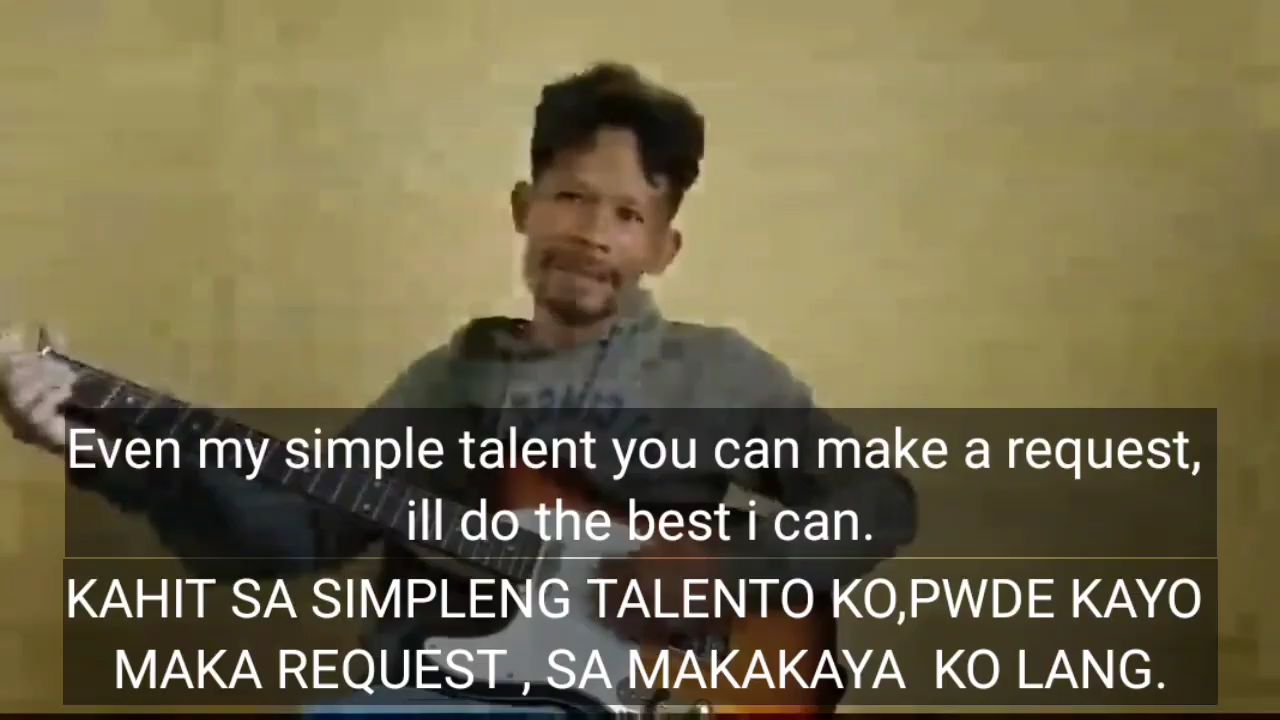 Even my simple talent you can make a request,
ill do the best i can.
KAHIT SA SIMPLENG TALENTO KO,PWDE KAYO
MAKA REQUEST , SA MAKAKAYA KO LANG.